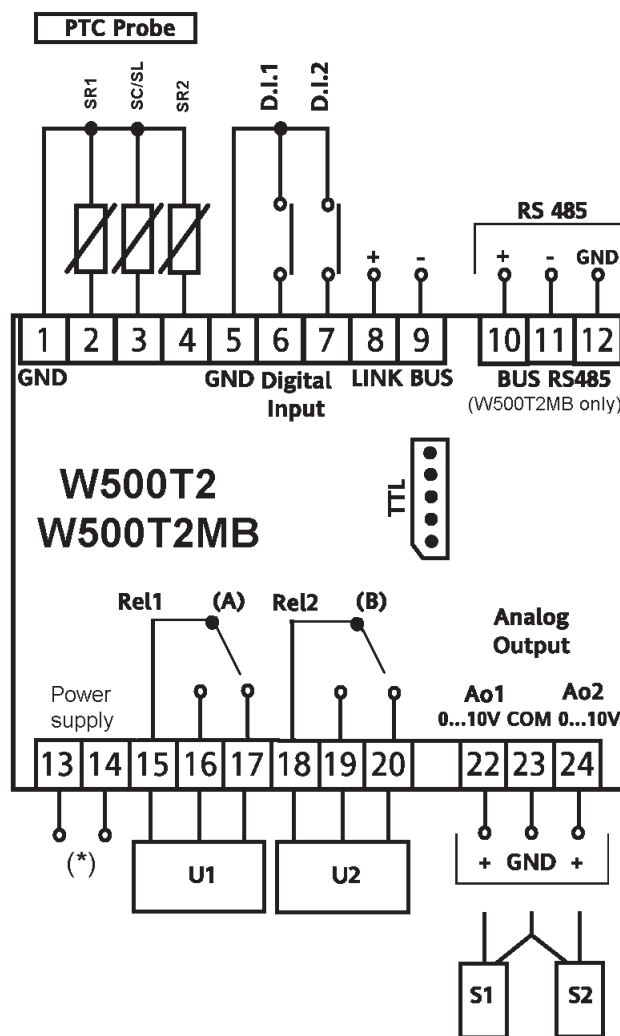 PTC Probe
SR1
SC/SL
SR2
D.I.1
D.I.2
RS 485
+ - + - GND
1 2 3 4 5 6 7 8 9 10 11 12
GND GND Digital Input LINK BUS BUS RS485
(W500T2MB only)
W500T2
W500T2MB
TTL
Rel1 (A) Rel2 (B)
Analog
Output
Power
supply
Ao1 Ao2
0...10V COM 0...10V
13 14 15 16 17 18 19 20 22 23 24
(*)
U1 U2
+ GND +
S1 S2